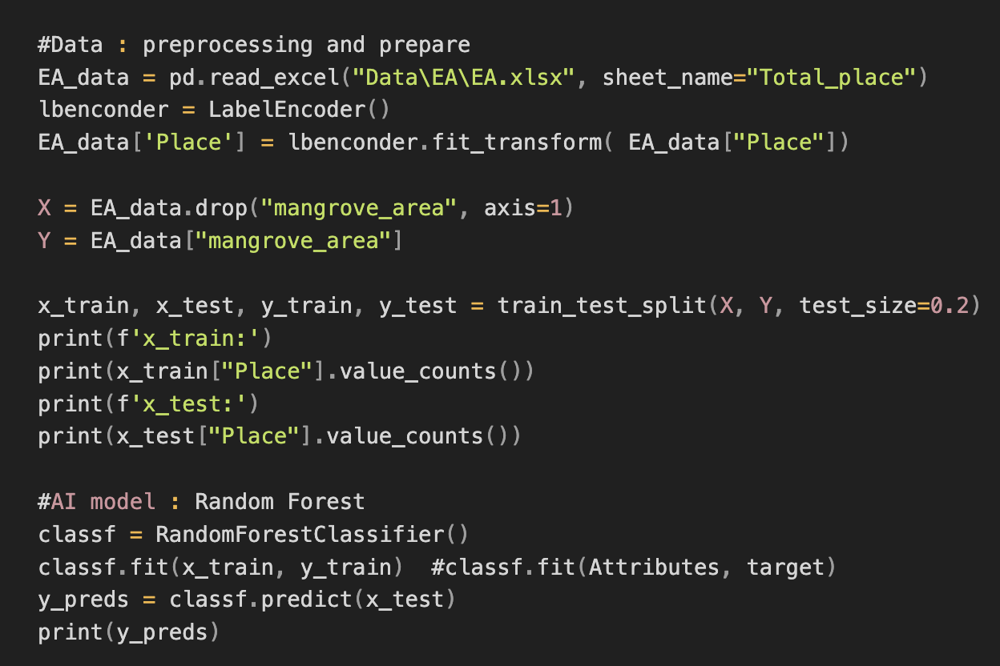 #Data : preprocessing and prepare
EA_data = pd.read_excel("Data\EA\EA.xlsx", sheet_name="Total_place")
lbenconder = LabelEncoder()
EA_data['Place'] = lbenconder.fit_transform( EA_data["Place"])
X = EA_data.drop("mangrove_area", axis=1)
Y = EA_data["mangrove_area"]
x_train, x_test, y_train, y_test = train_test_split(X, Y, test_size=0.2)
print(f'x_train:')
print(x_train["Place"].value_counts())
print(f'x_test:')
print(x_test["Place"].value_counts())
#AI model : Random Forest
classf = RandomForestClassifier()
classf.fit(x_train, y_train)  #classf.fit(Attributes, target)
y_preds = classf.predict(x_test)
print(y_preds)